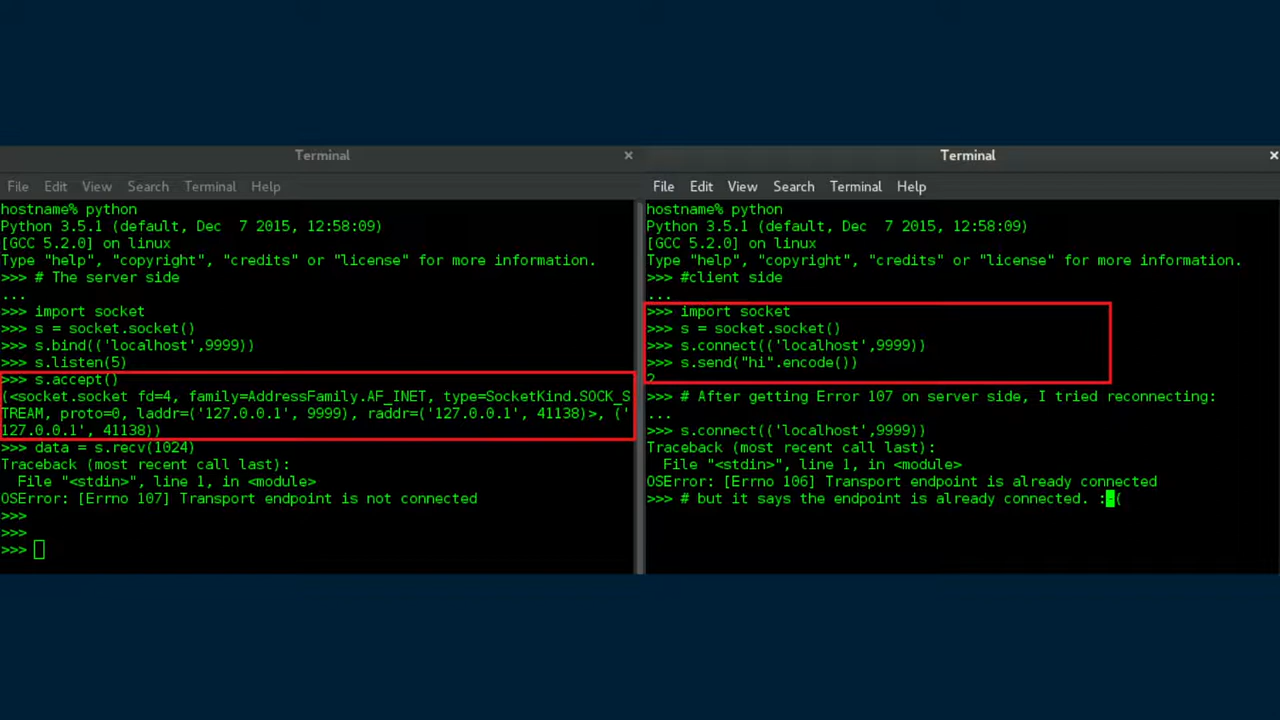 Terminal ×
File Edit View Search Terminal Help
hostname% python
Python 3.5.1 (default, Dec  7 2015, 12:58:09)
[GCC 5.2.0] on linux
Type "help", "copyright", "credits" or "license" for more information.
>>> # The server side
...
>>> import socket
>>> s = socket.socket()
>>> s.bind(('localhost',9999))
>>> s.listen(5)
>>> s.accept()
(<socket.socket fd=4, family=AddressFamily.AF_INET, type=SocketKind.SOCK_S
TREAM, proto=0, laddr=('127.0.0.1', 9999), raddr=('127.0.0.1', 41138)>, ('
127.0.0.1', 41138))
>>> data = s.recv(1024)
Traceback (most recent call last):
  File "<stdin>", line 1, in <module>
OSError: [Errno 107] Transport endpoint is not connected
>>>
>>>
>>>
Terminal ×
File Edit View Search Terminal Help
hostname% python
Python 3.5.1 (default, Dec  7 2015, 12:58:09)
[GCC 5.2.0] on linux
Type "help", "copyright", "credits" or "license" for more information.
>>> #client side
...
>>> import socket
>>> s = socket.socket()
>>> s.connect(('localhost',9999))
>>> s.send("hi".encode())
2
>>> # After getting Error 107 on server side, I tried reconnecting:
...
>>> s.connect(('localhost',9999))
Traceback (most recent call last):
  File "<stdin>", line 1, in <module>
OSError: [Errno 106] Transport endpoint is already connected
>>> # but it says the endpoint is already connected. :-(